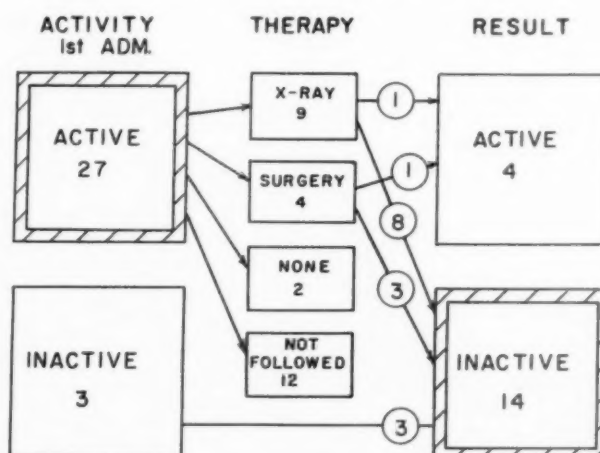 ACTIVITY
1st ADM.
THERAPY
RESULT
ACTIVE
27
X-RAY
9
SURGERY
4
NONE
2
NOT
FOLLOWED
12
1
1
8
3
ACTIVE
4
INACTIVE
3
3
INACTIVE
14